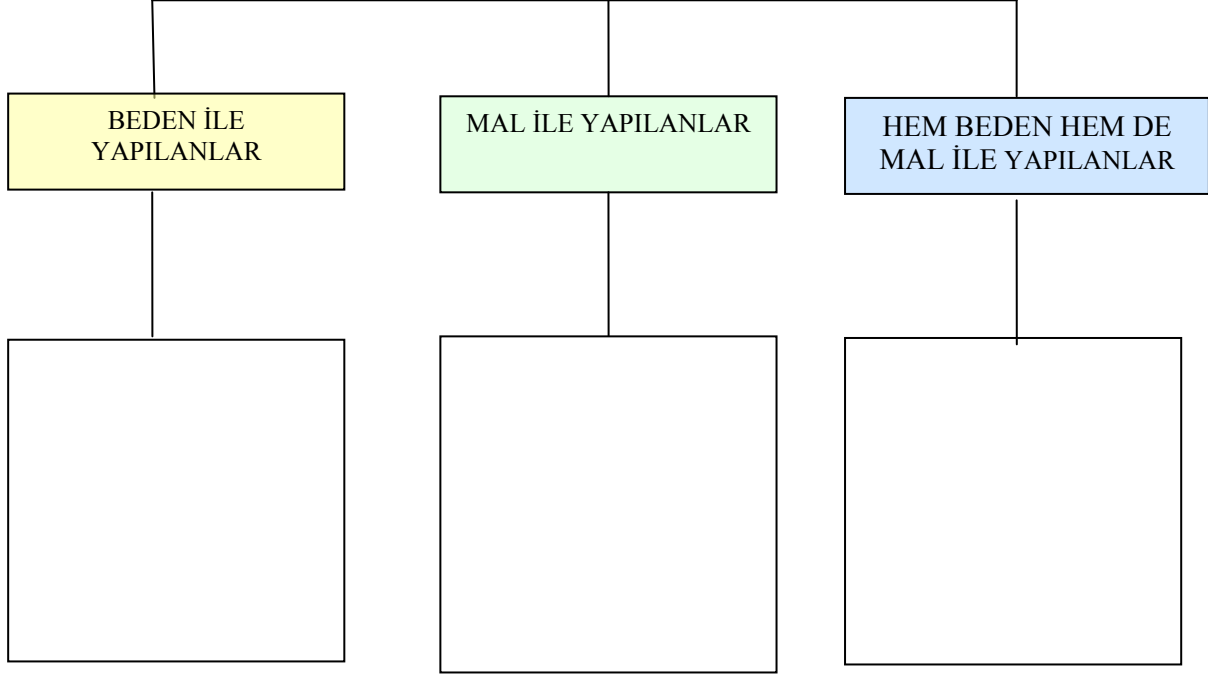 BEDEN İLE
YAPILANLAR
MAL İLE YAPILANLAR
HEM BEDEN HEM DE
MAL İLE YAPILANLAR